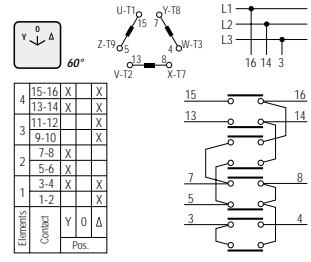 0
Y Δ
60°
U-T1 Y-T8
15 7
Z-T9 5 4 W-T3
13 8
V-T2 X-T7
L1
L2
L3
16 14 3
4 15-16 X X
13-14 X X
3 11-12 X
9-10 X
2 7-8 X
5-6 X
1 3-4 X X
1-2 X
Elements Contact Y 0 Δ
Pos.
15 16
13 14
7 8
5
3 4